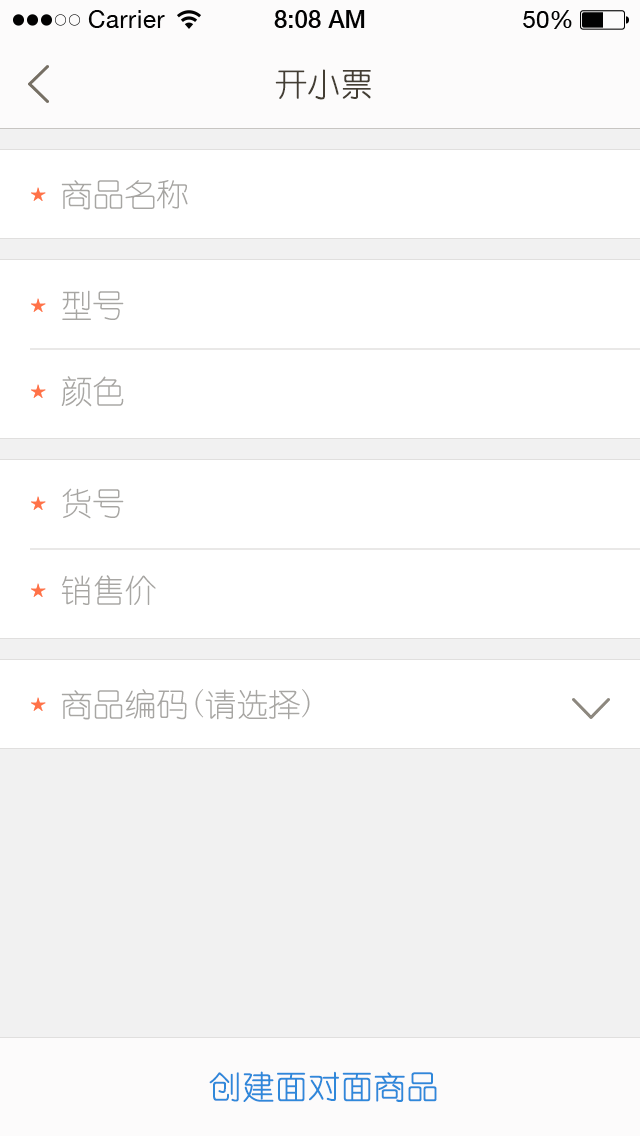 Carrier 8:08 AM 50%
开小票
★ 商品名称
★ 型号
★ 颜色
★ 货号
★ 销售价
★ 商品编码(请选择)
创建面对面商品